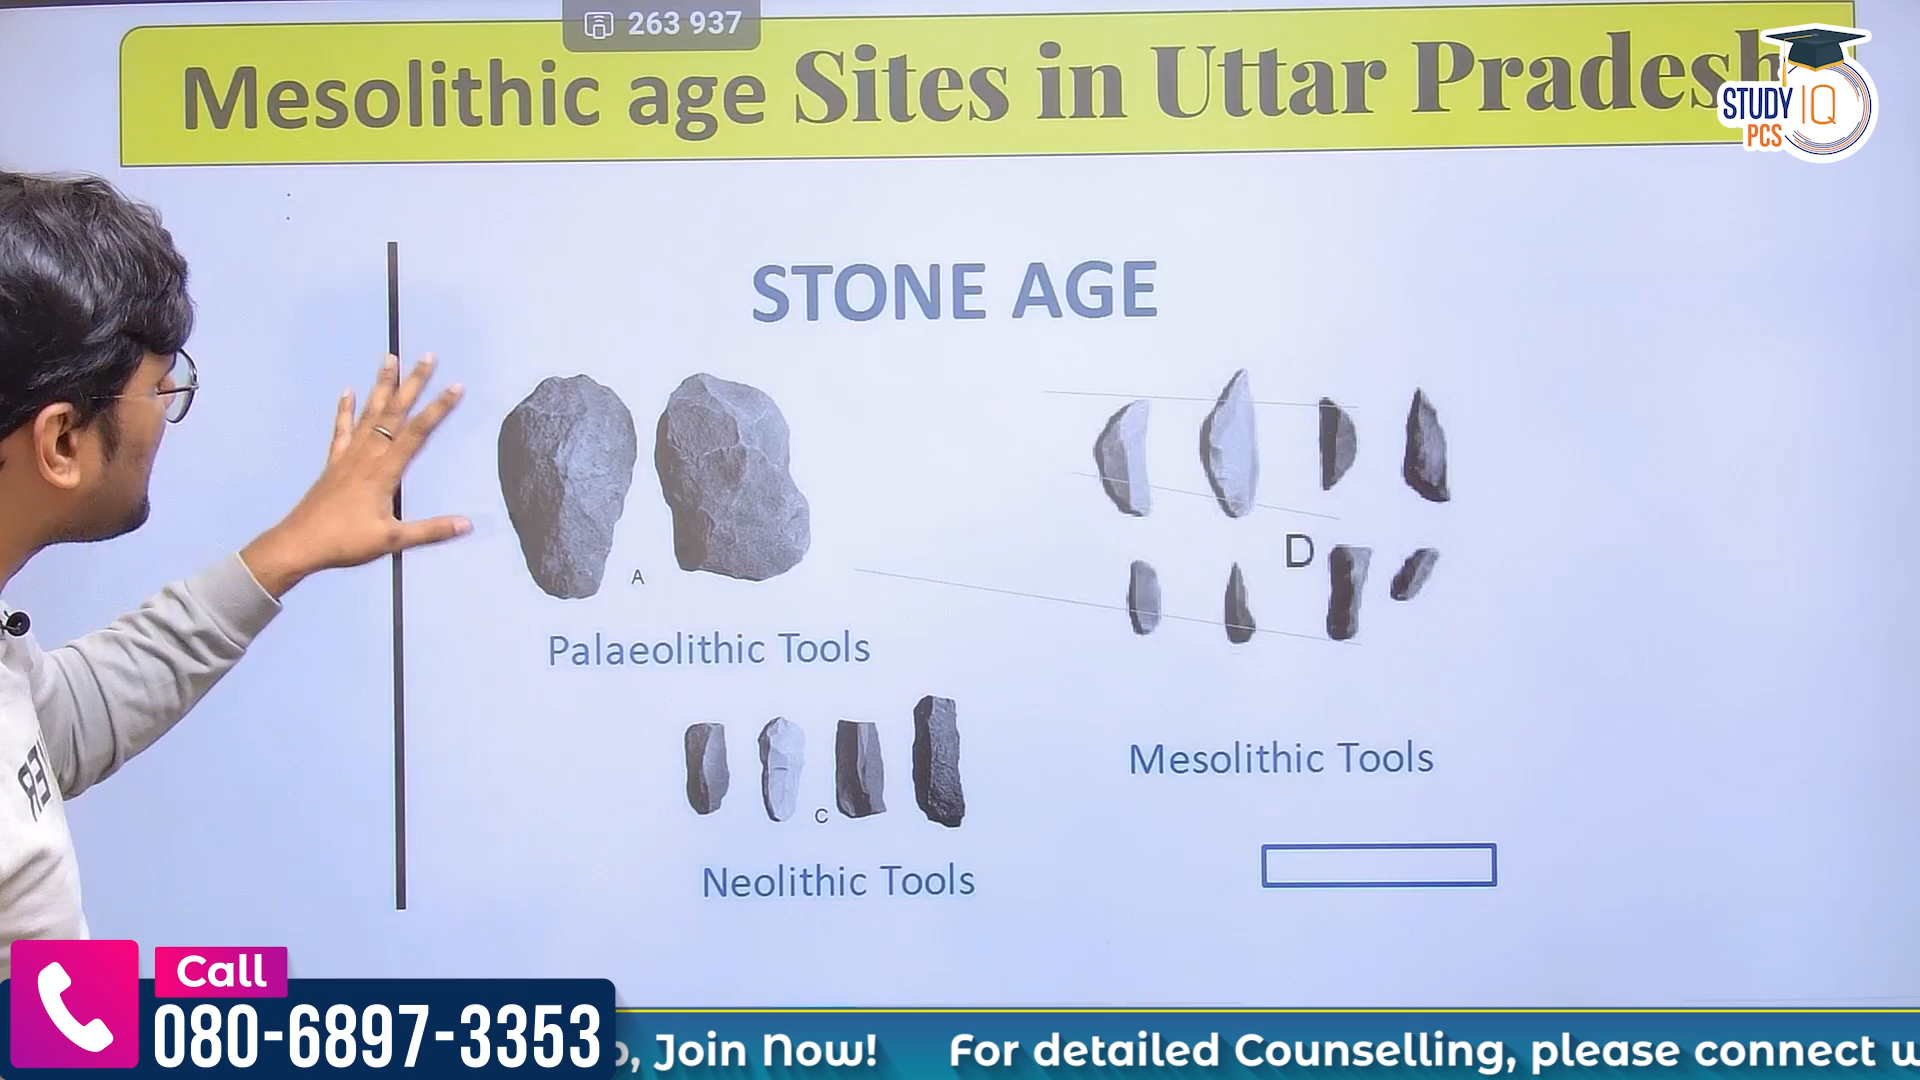 263 937
Mesolithic age Sites in Uttar Pradesh
STUDY IQ
PCS
STONE AGE
A
D
Palaeolithic Tools
Mesolithic Tools
C
Neolithic Tools
Call
080-6897-3353
, Join Now! For detailed Counselling, please connect